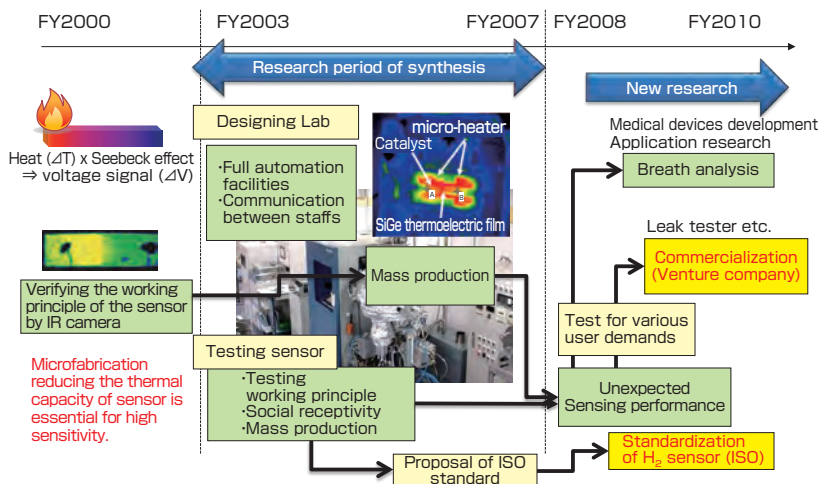 FY2000
FY2003
FY2007
FY2008
FY2010
Research period of synthesis
New research
Heat (⊿T) x Seebeck effect
⇒ voltage signal (⊿V)
Verifying the working
principle of the sensor
by IR camera
Microfabrication
reducing the thermal
capacity of sensor is
essential for high
sensitivity.
Designing Lab
・Full automation
facilities
・Communication
between staffs
micro-heater
Catalyst
A
B
SiGe thermoelectric film
Mass production
Testing sensor
・Testing
working principle
・Social receptivity
・Mass production
Proposal of ISO
standard
Medical devices development
Application research
Breath analysis
Leak tester etc.
Commercialization
(Venture company)
Test for various
user demands
Unexpected
Sensing performance
Standardization
of H₂ sensor (ISO)